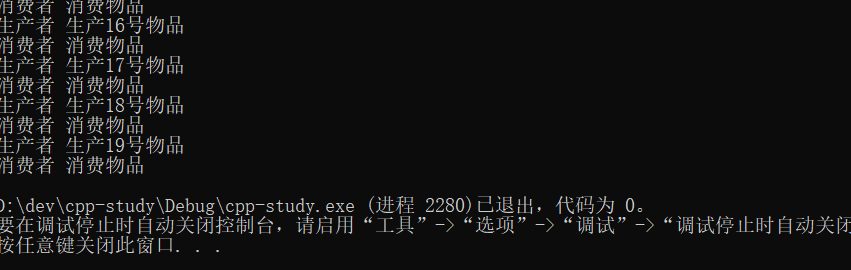 消费者 消费物品
生产者 生产16号物品
消费者 消费物品
生产者 生产17号物品
消费者 消费物品
生产者 生产18号物品
消费者 消费物品
生产者 生产19号物品
消费者 消费物品
D:\dev\cpp-study\Debug\cpp-study.exe (进程 2280)已退出，代码为 0。
要在调试停止时自动关闭控制台，请启用“工具”->“选项”->“调试”->“调试停止时自动关闭
按任意键关闭此窗口. . .